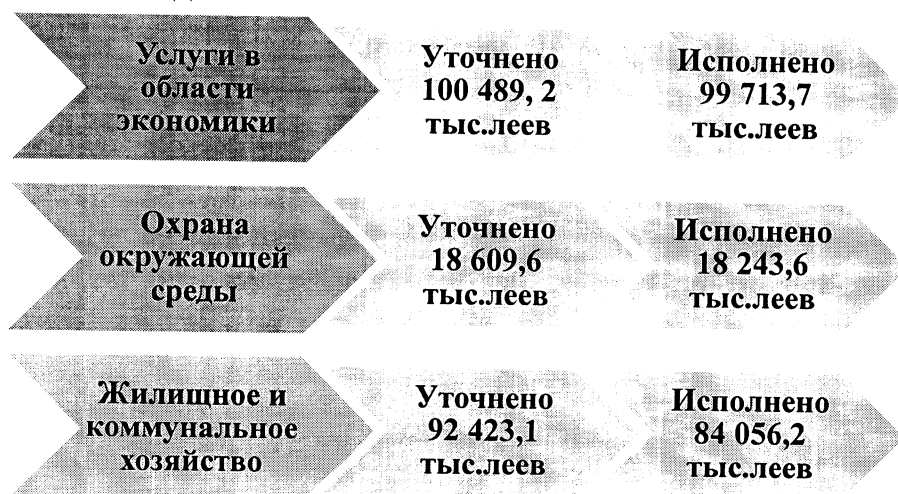 Услуги в
области
экономики
Уточнено
100 489, 2
тыс.леев
Исполнено
99 713,7
тыс.леев
Охрана
окружающей
среды
Уточнено
18 609,6
тыс.леев
Исполнено
18 243,6
тыс.леев
Жилищное и
коммунальное
хозяйство
Уточнено
92 423,1
тыс.леев
Исполнено
84 056,2
тыс.леев